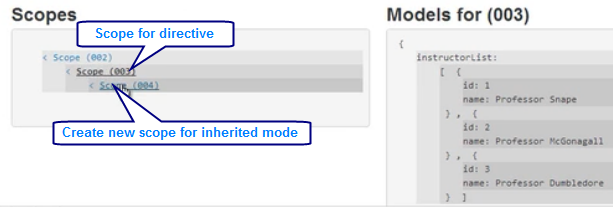 Scopes
Scope for directive
< Scope (002)
< Scope (003)
< Scope (004)
Create new scope for inherited mode
Models for (003)
{
instructorList:
[ {
id: 1
name: Professor Snape
} , {
id: 2
name: Professor McGonagall
} , {
id: 3
name: Professor Dumbledore
} ]